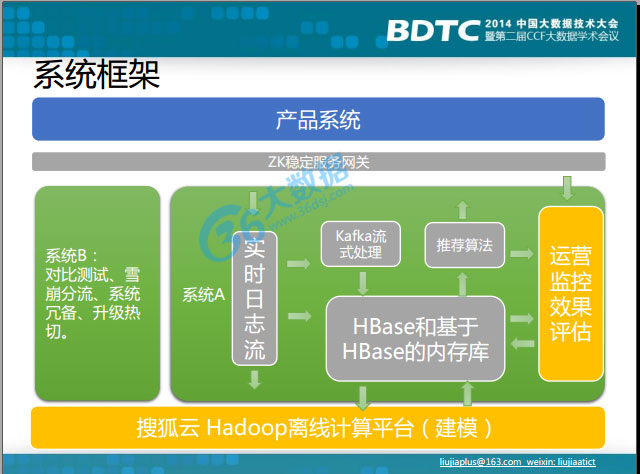 BDTC 2014 中国大数据技术大会
暨第二届CCF大数据学术会议
系统框架
产品系统
ZK稳定服务网关
36大数据
www.36dsj.com
系统B：
对比测试、雪
崩分流、系统
冗备、升级热
切。
系统A
实
时
日
志
流
Kafka流
式处理
推荐算法
HBase和基于
HBase的内存库
运营
监控
效果
评估
搜狐云 Hadoop离线计算平台（建模）
liujiaplus@163.com  weixin: liujiaatict